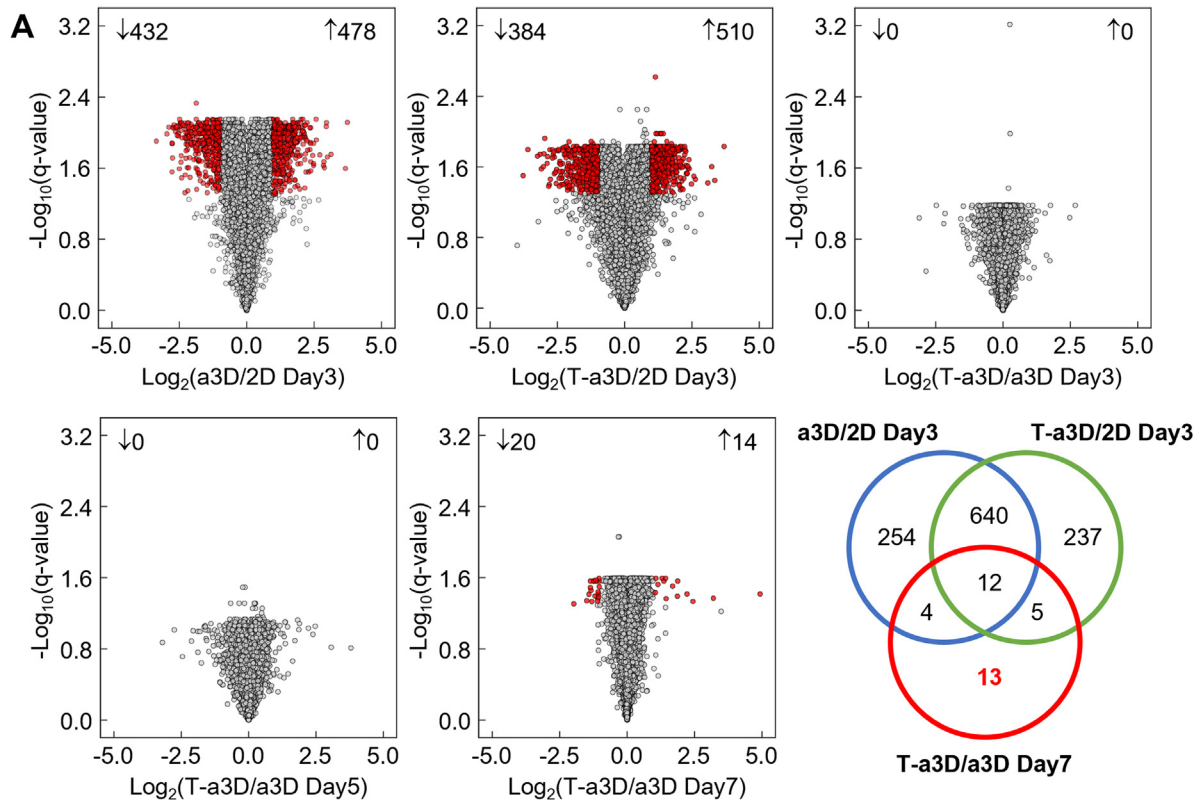 A
↓432 ↑478
3.2
2.4
1.6
0.8
0.0
-Log10(q-value)
-5.0 -2.5 0.0 2.5 5.0
Log2(a3D/2D Day3)
↓384 ↑510
3.2
2.4
1.6
0.8
0.0
-Log10(q-value)
-5.0 -2.5 0.0 2.5 5.0
Log2(T-a3D/2D Day3)
↓0 ↑0
3.2
2.4
1.6
0.8
0.0
-Log10(q-value)
-5.0 -2.5 0.0 2.5 5.0
Log2(T-a3D/a3D Day3)
↓0 ↑0
3.2
2.4
1.6
0.8
0.0
-Log10(q-value)
-5.0 -2.5 0.0 2.5 5.0
Log2(T-a3D/a3D Day5)
↓20 ↑14
3.2
2.4
1.6
0.8
0.0
-Log10(q-value)
-5.0 -2.5 0.0 2.5 5.0
Log2(T-a3D/a3D Day7)
a3D/2D Day3 T-a3D/2D Day3
640
254 237
12
4 5
13
T-a3D/a3D Day7